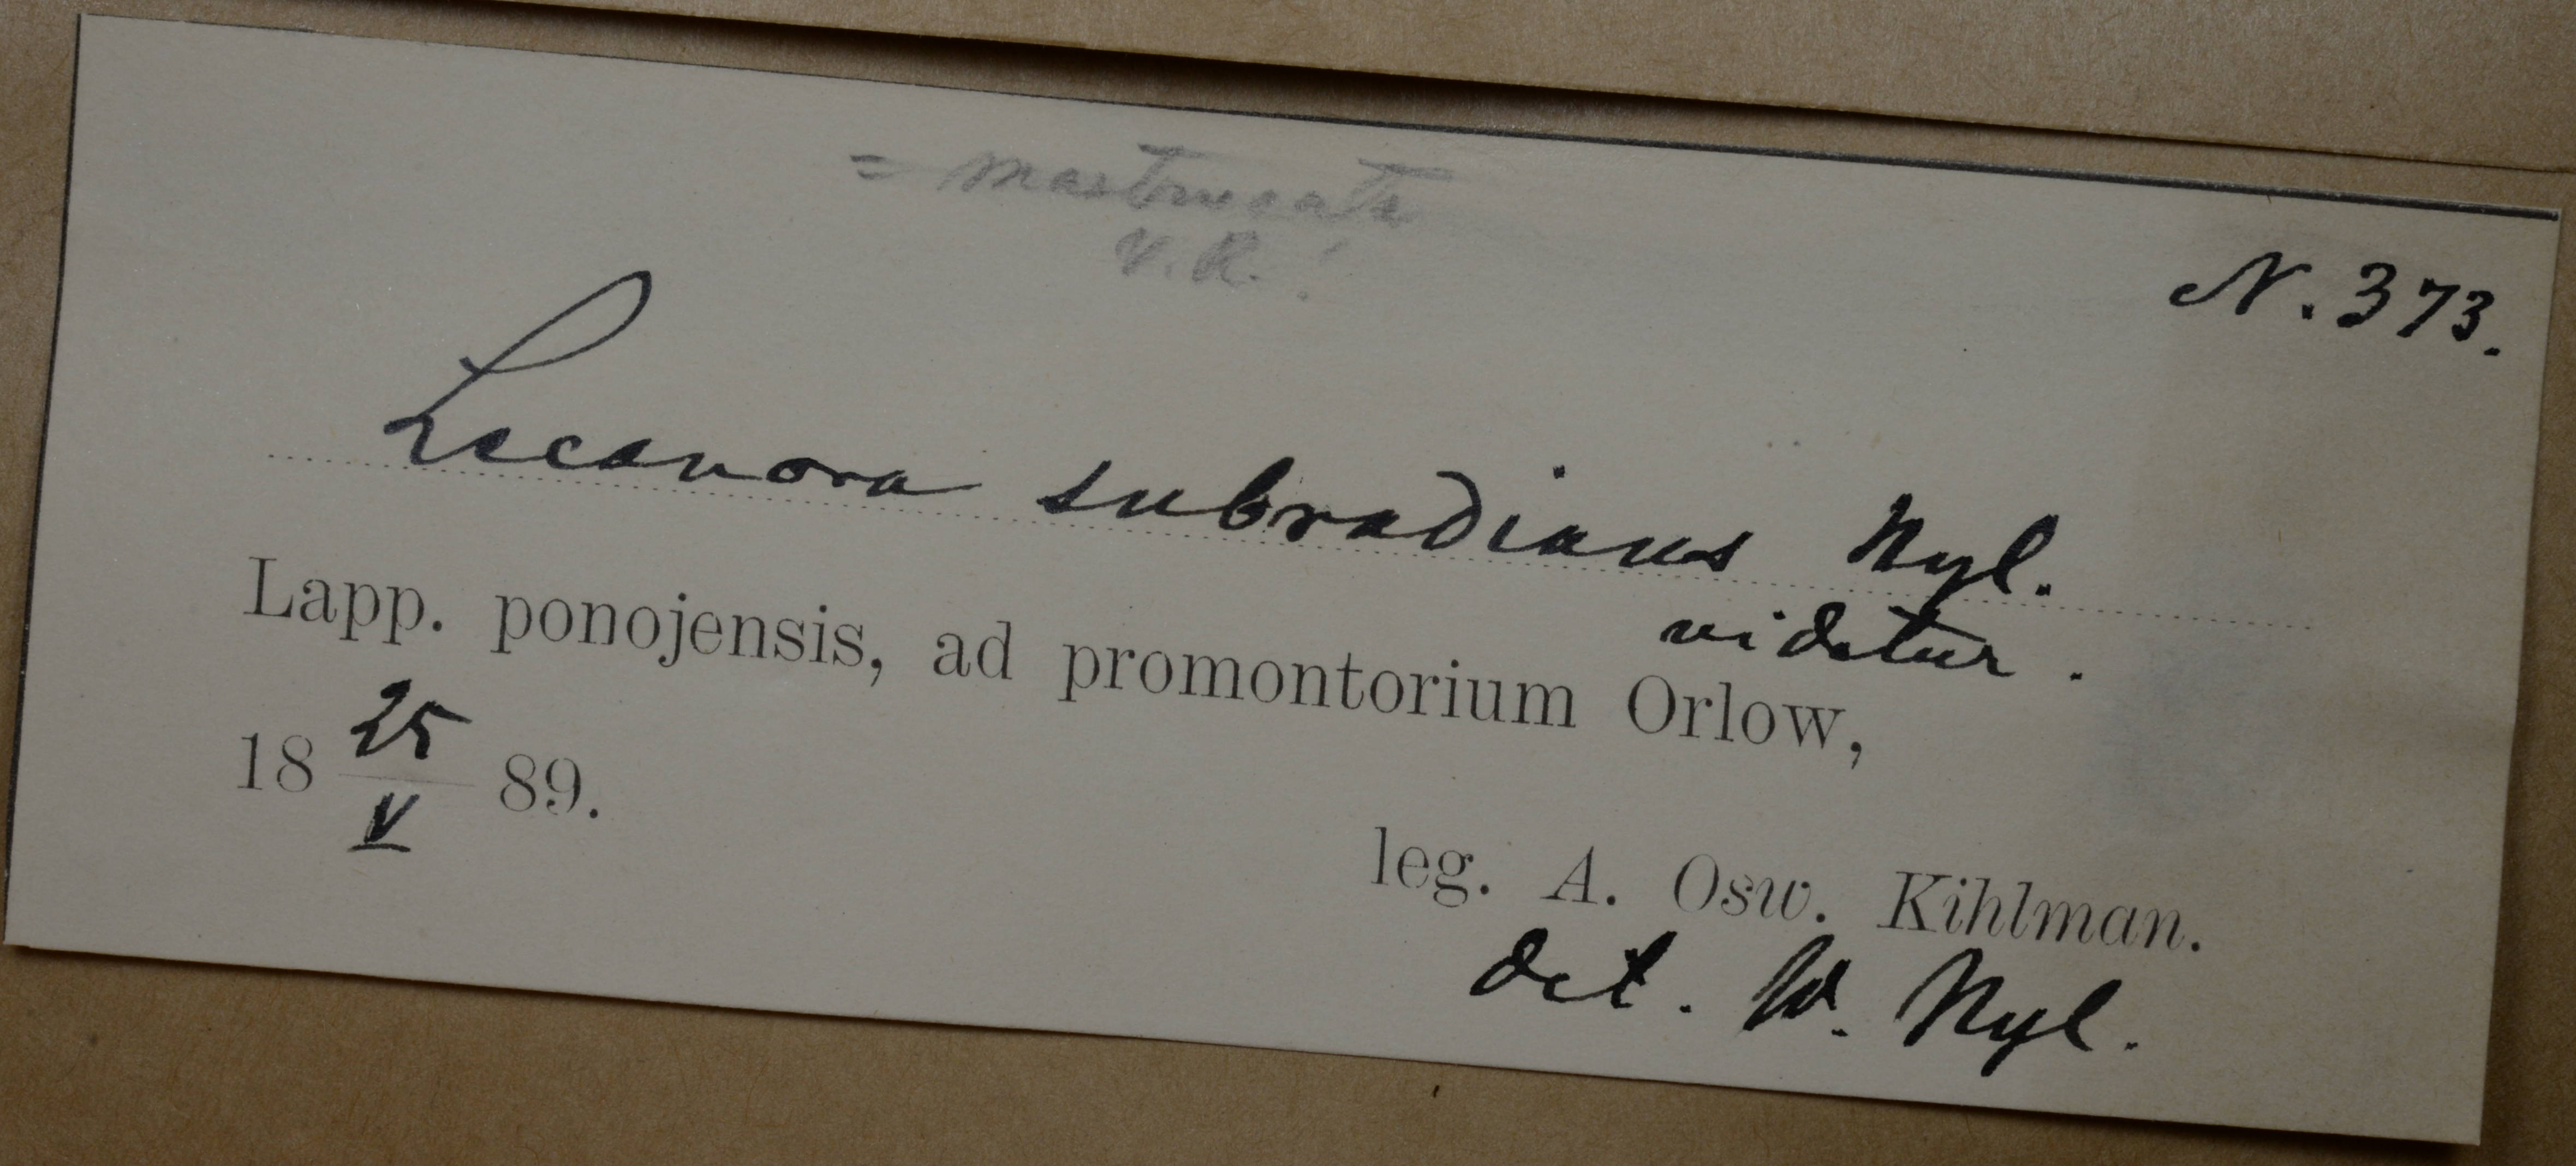 = mastrucata
V. R. !
N. 373.
Lecanora subradians Nyl.
videtur.
Lapp. ponojensis, ad promontorium Orlow,
18 25/V 89.
leg. A. Osw. Kihlman.
det. W. Nyl.